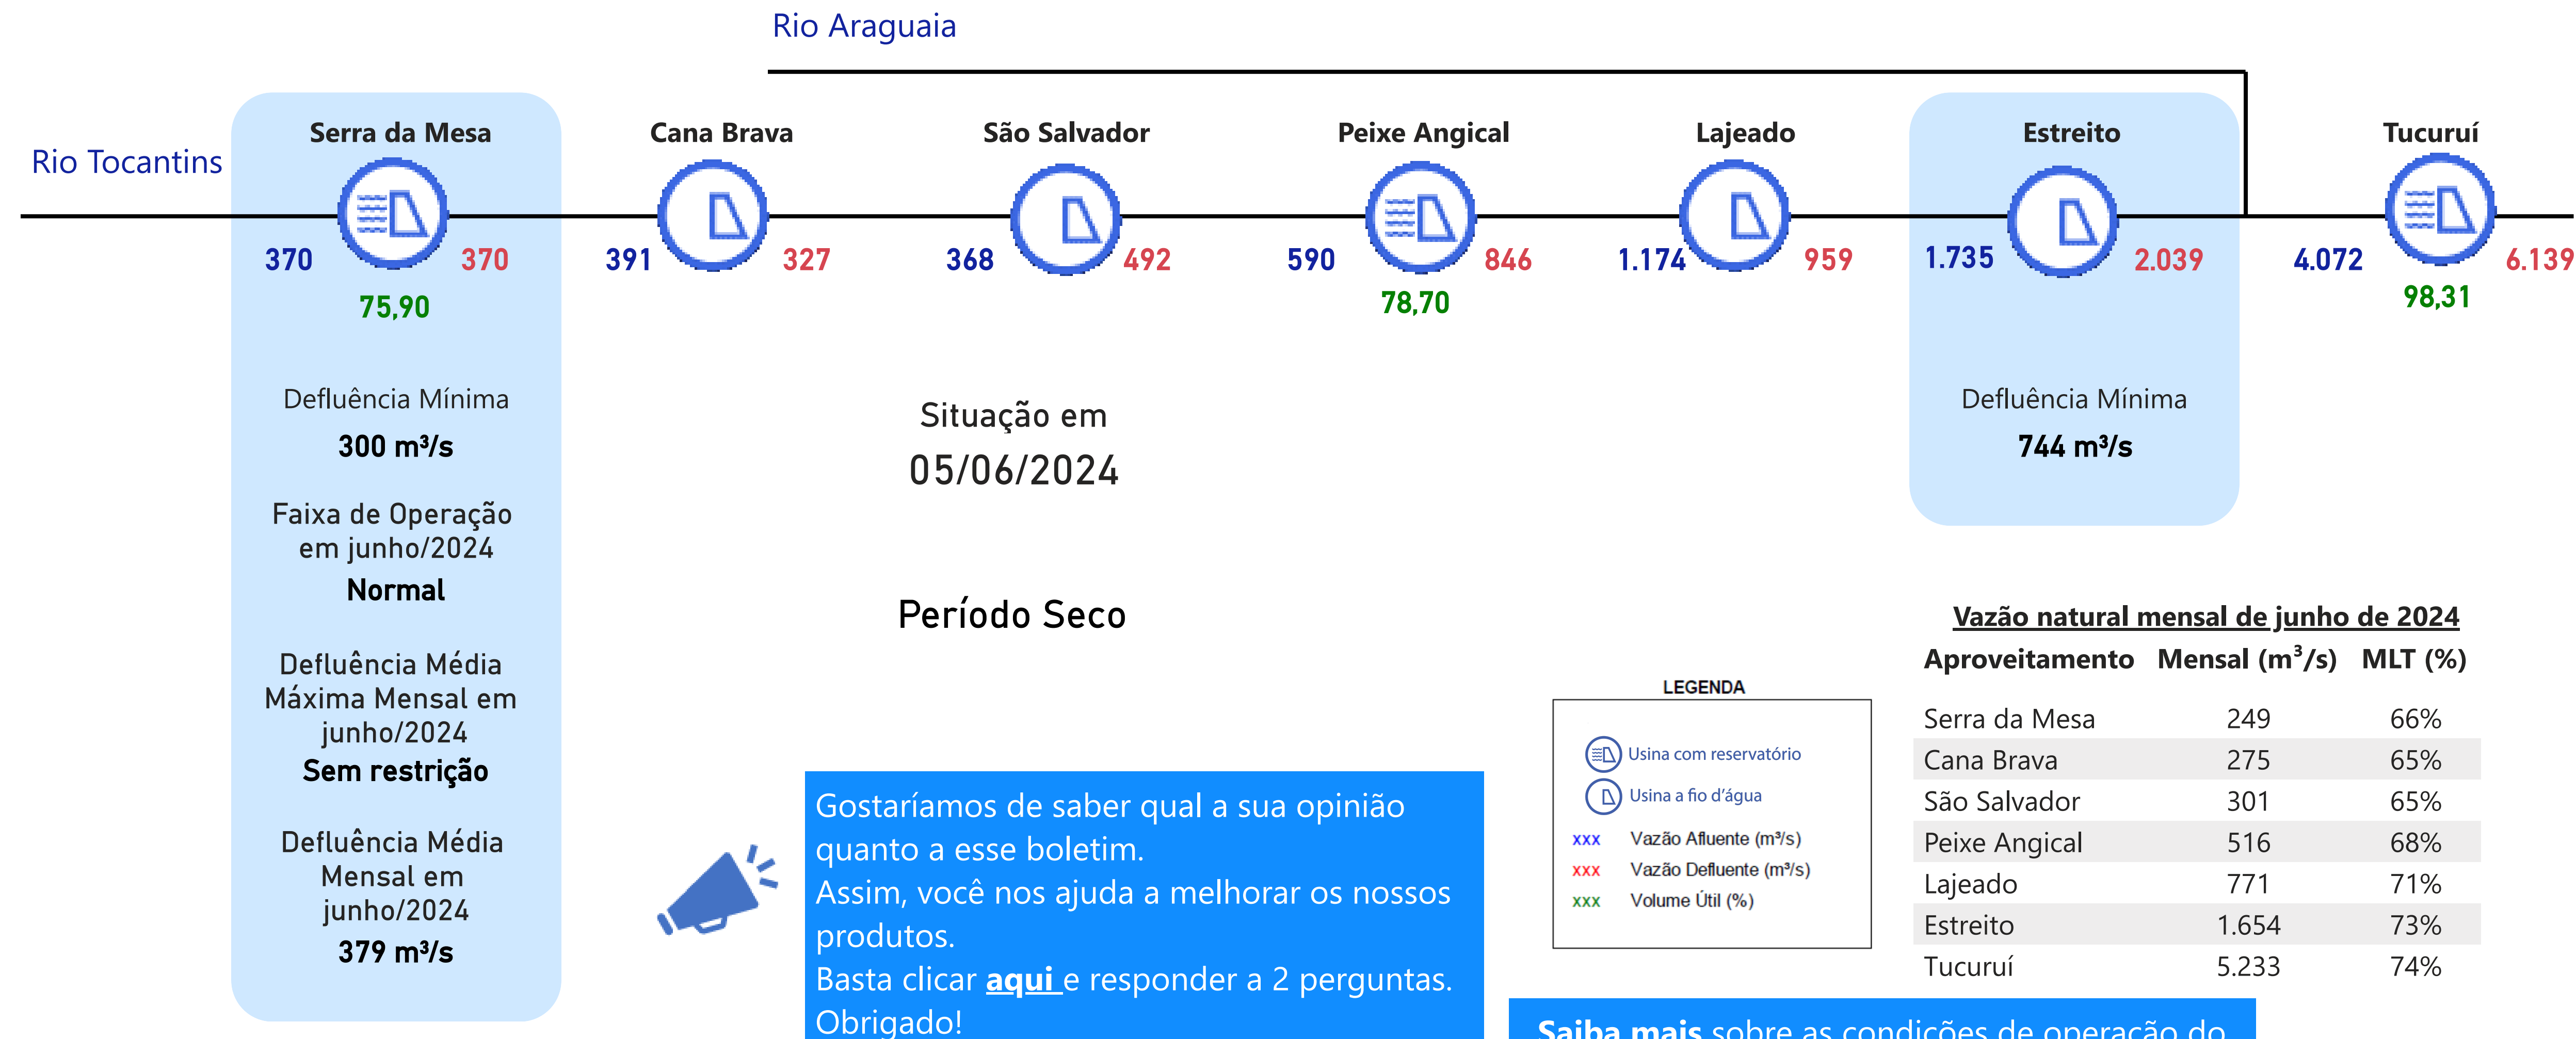 Rio Araguaia
Rio Tocantins
Serra da Mesa
Cana Brava
São Salvador
Peixe Angical
Lajeado
Estreito
Tucuruí
370 370
391 327
368 492
590 846
1.174 959
1.735 2.039
4.072 6.139
75,90
78,70
98,31
Defluência Mínima
300 m³/s
Faixa de Operação
em junho/2024
Normal
Defluência Média
Máxima Mensal em
junho/2024
Sem restrição
Defluência Média
Mensal em
junho/2024
379 m³/s
Situação em
05/06/2024
Período Seco
Defluência Mínima
744 m³/s
Gostaríamos de saber qual a sua opinião
quanto a esse boletim.
Assim, você nos ajuda a melhorar os nossos
produtos.
Basta clicar aqui e responder a 2 perguntas.
Obrigado!
LEGENDA
Usina com reservatório
Usina a fio d'água
xxx Vazão Afluente (m³/s)
xxx Vazão Defluente (m³/s)
xxx Volume Útil (%)
Vazão natural mensal de junho de 2024
Aproveitamento Mensal (m³/s) MLT (%)
Serra da Mesa 249 66%
Cana Brava 275 65%
São Salvador 301 65%
Peixe Angical 516 68%
Lajeado 771 71%
Estreito 1.654 73%
Tucuruí 5.233 74%
Saiba mais sobre as condições de operação do